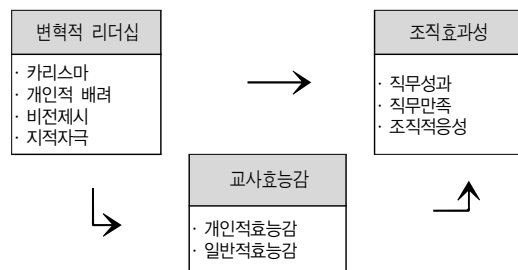 변혁적 리더십
· 카리스마
· 개인적 배려
· 비전제시
· 지적자극
조직효과성
· 직무성과
· 직무만족
· 조직적응성
교사효능감
· 개인적효능감
· 일반적효능감